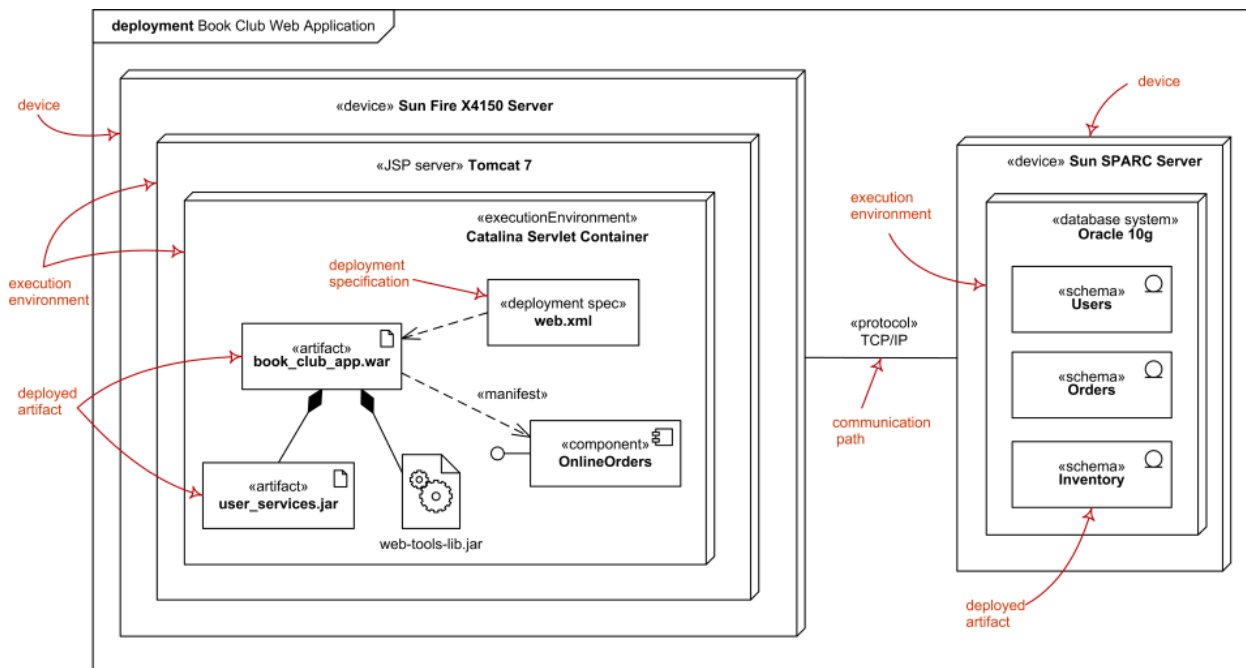 deployment Book Club Web Application
device
«device» Sun Fire X4150 Server
«JSP server» Tomcat 7
«executionEnvironment»
Catalina Servlet Container
execution
environment
deployment
specification
«deployment spec»
web.xml
«artifact»
book_club_app.war
deployed
artifact
«manifest»
«component»
OnlineOrders
«artifact»
user_services.jar
web-tools-lib.jar
«protocol»
TCP/IP
communication
path
device
«device» Sun SPARC Server
execution
environment
«database system»
Oracle 10g
«schema»
Users
«schema»
Orders
«schema»
Inventory
deployed
artifact